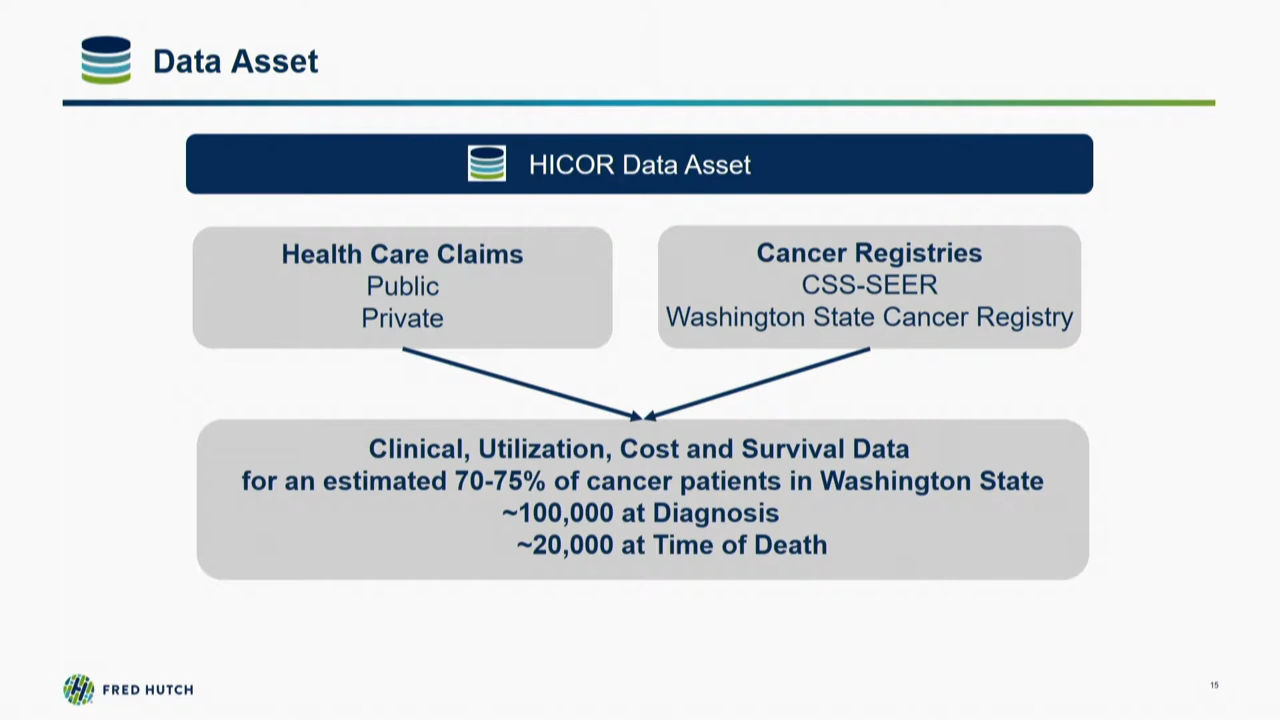 Data Asset
HICOR Data Asset
Health Care Claims
Public
Private
Cancer Registries
CSS-SEER
Washington State Cancer Registry
Clinical, Utilization, Cost and Survival Data
for an estimated 70-75% of cancer patients in Washington State
~100,000 at Diagnosis
~20,000 at Time of Death
FRED HUTCH
15